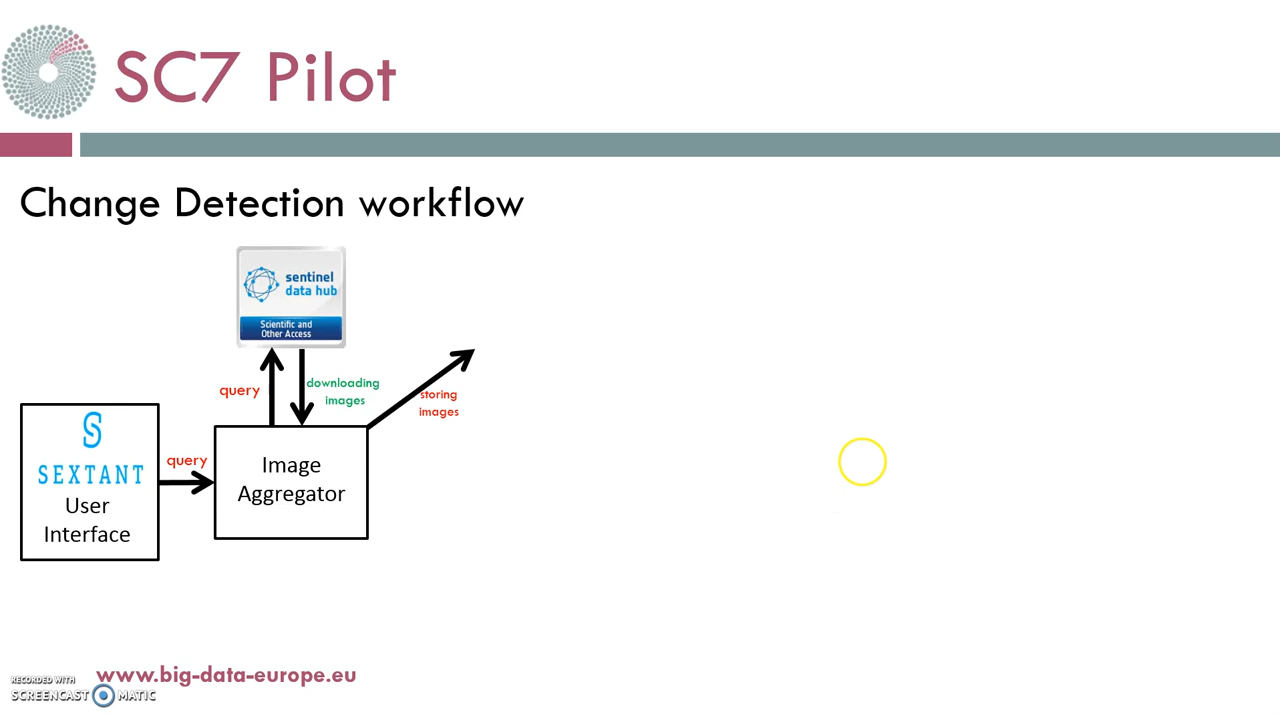 SC7 Pilot
Change Detection workflow
sentinel
data hub
Scientific and
Other Access
query
downloading
images
storing
images
SEXTANT
User
Interface
query
Image
Aggregator
www.big-data-europe.eu
RECORDED WITH
SCREENCAST MATIC